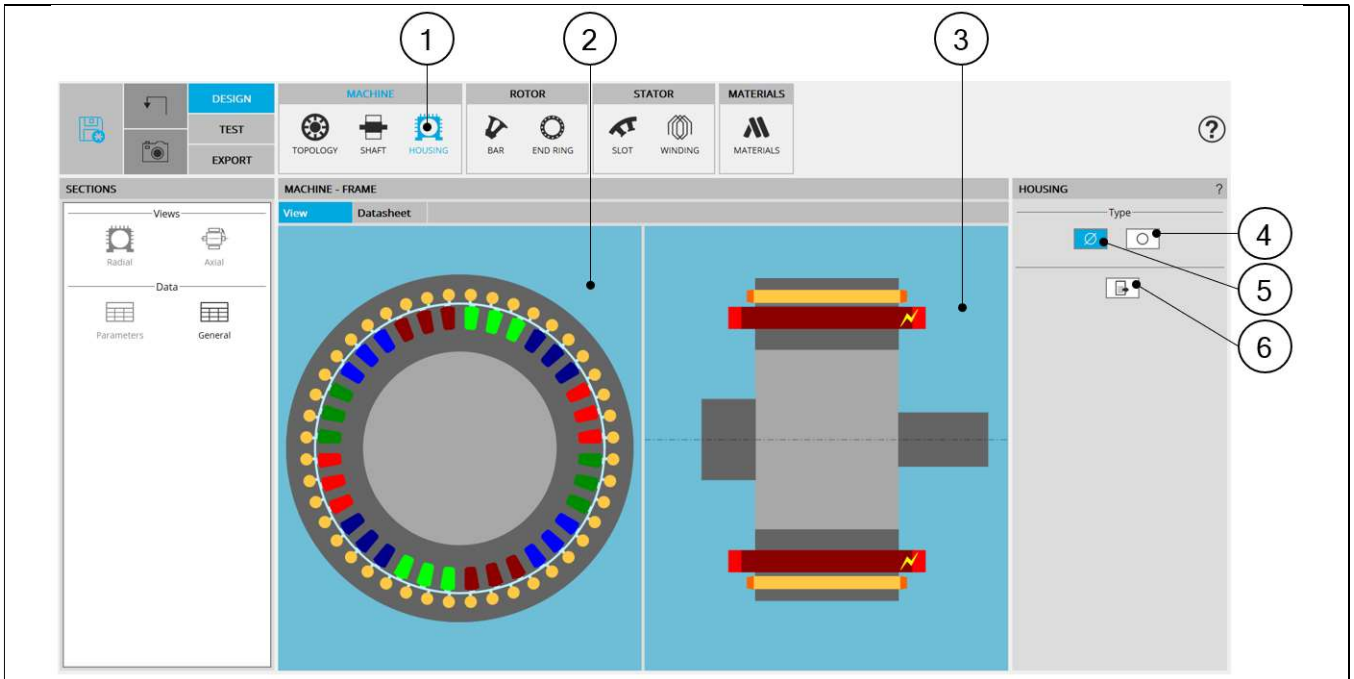 1 2 3
DESIGN MACHINE ROTOR STATOR MATERIALS
TEST
TOPOLOGY SHAFT HOUSING BAR END RING SLOT WINDING MATERIALS ?
EXPORT
SECTIONS MACHINE - FRAME HOUSING ?
Views View Datasheet Type
Radial Axial Ø 4
Data 5
Parameters General 6